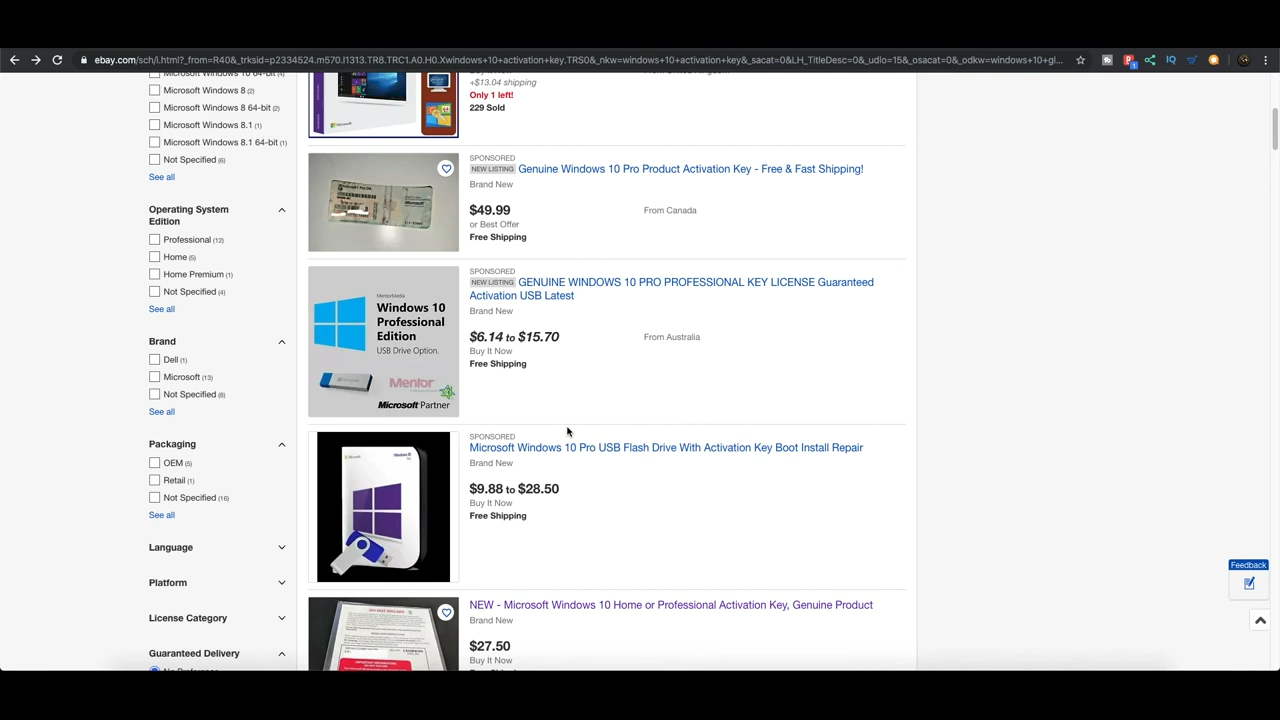 ebay.com/sch/i.html?_from=R40&_trksid=p2334524.m570.l1313.TR8.TRC1.A0.H0.Xwindows+10+activation+key.TRS0&_nkw=windows+10+activation+key&_sacat=0&LH_TitleDesc=0&_udlo=15&_osacat=0&_odkw=windows+10+gl...
Microsoft Windows 10 64-bit (4)
Microsoft Windows 8 (2)
Microsoft Windows 8 64-bit (2)
Microsoft Windows 8.1 (1)
Microsoft Windows 8.1 64-bit (1)
Not Specified (6)
See all
Operating System
Edition
Professional (12)
Home (5)
Home Premium (1)
Not Specified (4)
See all
Brand
Dell (1)
Microsoft (13)
Not Specified (8)
See all
Packaging
OEM (5)
Retail (1)
Not Specified (16)
See all
Language
Platform
License Category
Guaranteed Delivery
+$13.04 shipping
Only 1 left!
229 Sold
SPONSORED
NEW LISTING Genuine Windows 10 Pro Product Activation Key - Free & Fast Shipping!
Brand New
$49.99 From Canada
or Best Offer
Free Shipping
SPONSORED
NEW LISTING GENUINE WINDOWS 10 PRO PROFESSIONAL KEY LICENSE Guaranteed
Activation USB Latest
Brand New
$6.14 to $15.70 From Australia
Buy It Now
Free Shipping
MentorMedia
Windows 10
Professional
Edition
USB Drive Option.
Mentor
Microsoft Partner
SPONSORED
Microsoft Windows 10 Pro USB Flash Drive With Activation Key Boot Install Repair
Brand New
$9.88 to $28.50
Buy It Now
Free Shipping
NEW - Microsoft Windows 10 Home or Professional Activation Key, Genuine Product
Brand New
$27.50
Buy It Now
Feedback